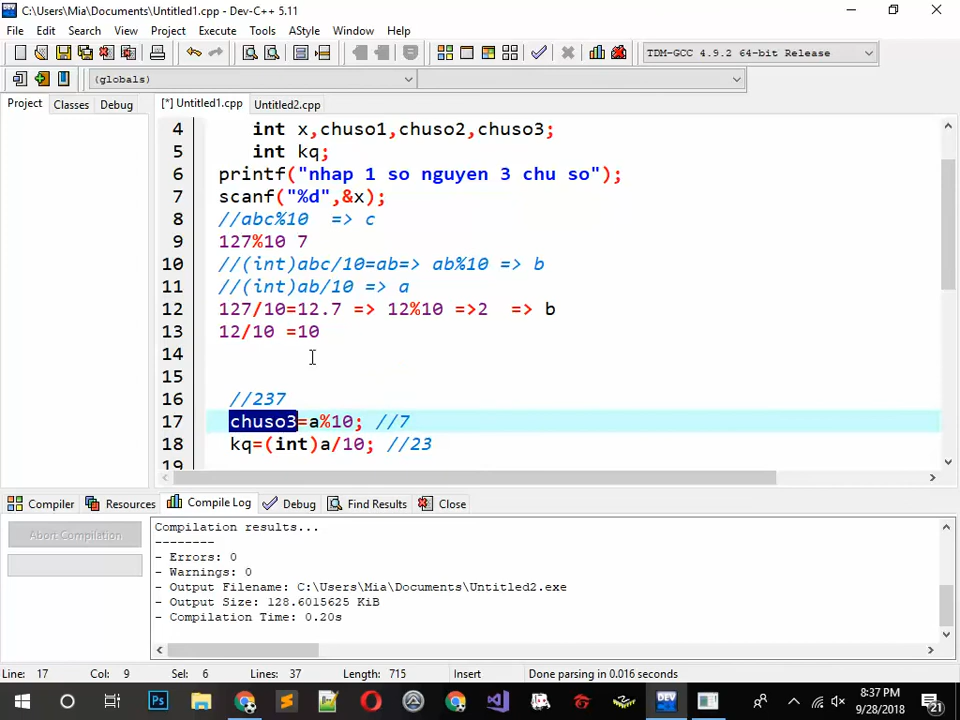 C:\Users\Mia\Documents\Untitled1.cpp - Dev-C++ 5.11
File Edit Search View Project Execute Tools AStyle Window Help
TDM-GCC 4.9.2 64-bit Release
(globals)
Project Classes Debug [*] Untitled1.cpp Untitled2.cpp
4 int x,chuso1,chuso2,chuso3;
5 int kq;
6 printf("nhap 1 so nguyen 3 chu so");
7 scanf("%d",&x);
8 //abc%10 => c
9 127%10 7
10 //(int)abc/10=ab=> ab%10 => b
11 //(int)ab/10 => a
12 127/10=12.7 => 12%10 =>2 => b
13 12/10 =10
14
15
16 //237
17 chuso3=a%10; //7
18 kq=(int)a/10; //23
19
Compiler Resources Compile Log Debug Find Results Close
Abort Compilation
Compilation results...
--------
- Errors: 0
- Warnings: 0
- Output Filename: C:\Users\Mia\Documents\Untitled2.exe
- Output Size: 128.6015625 KiB
- Compilation Time: 0.20s
Line: 17 Col: 9 Sel: 6 Lines: 37 Length: 715 Insert Done parsing in 0.016 seconds
DEV
Ps
8:37 PM
9/28/2018
21